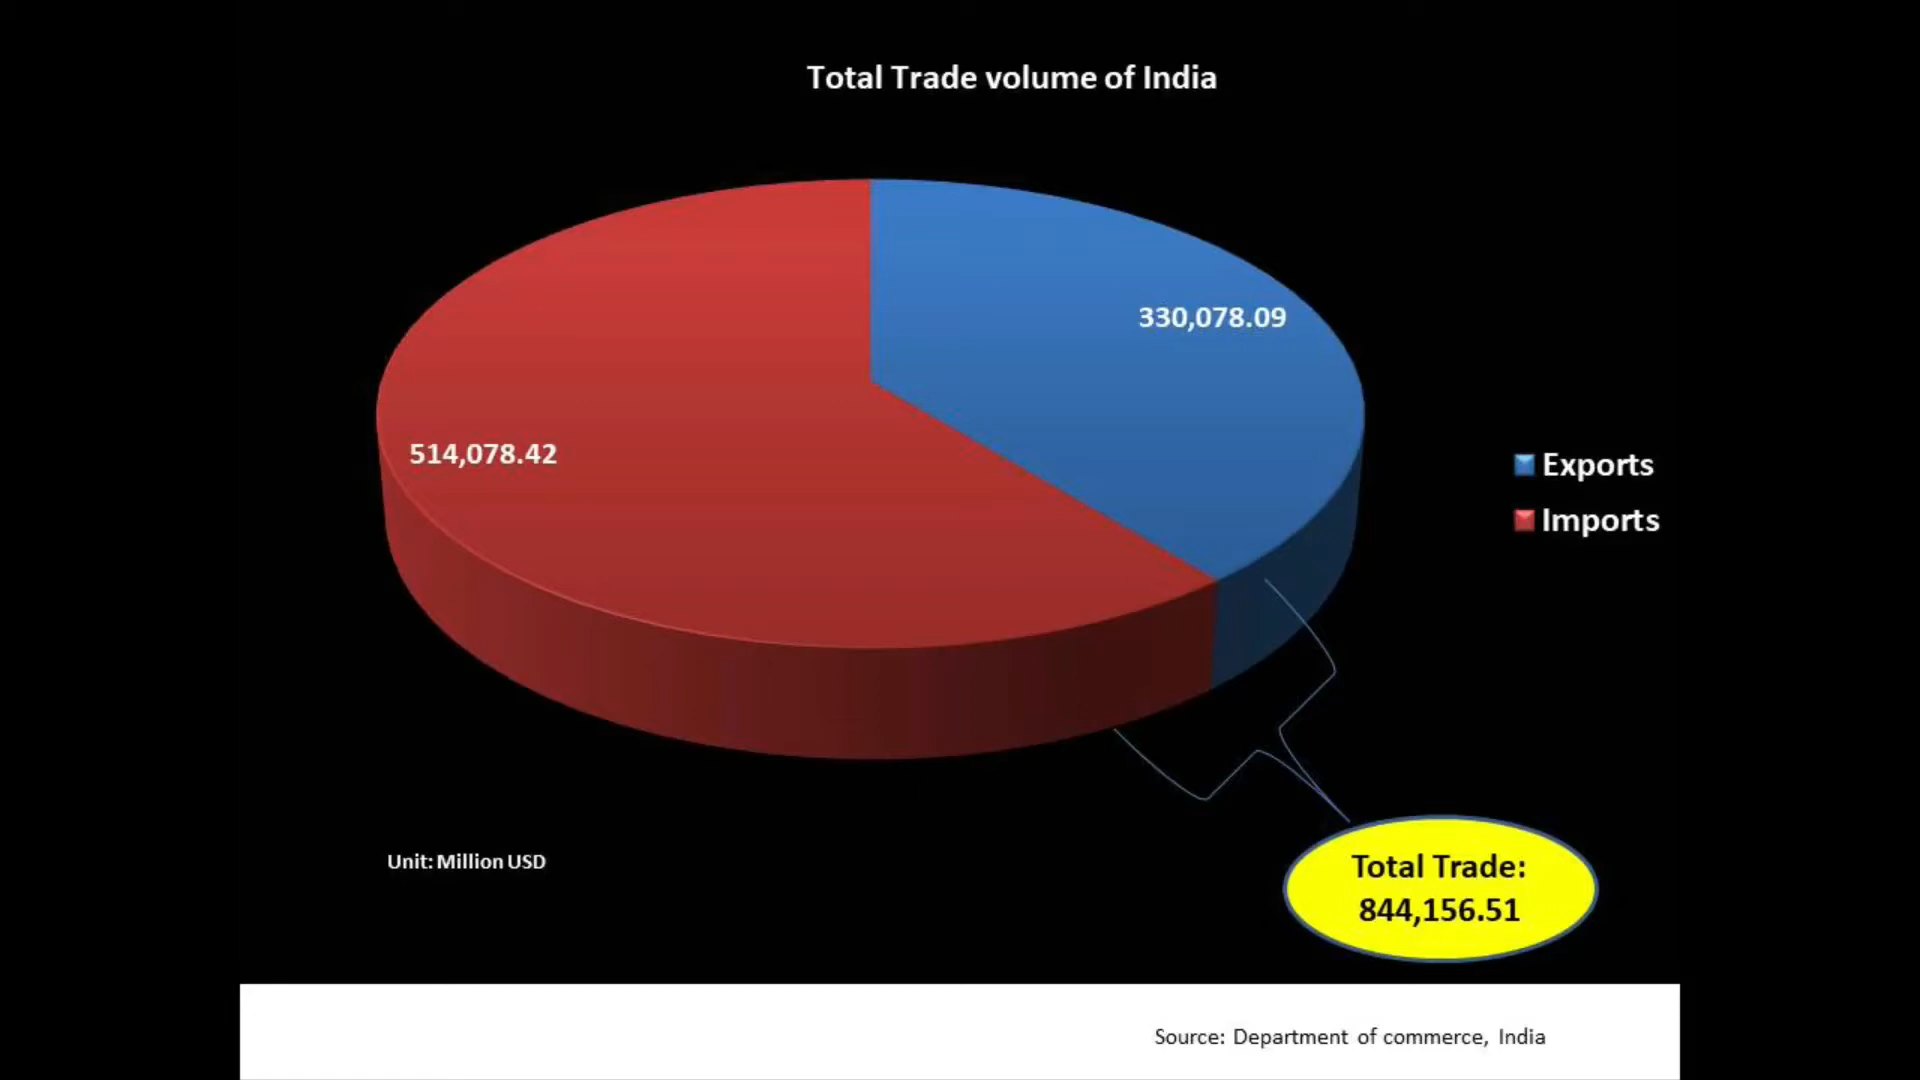 Total Trade volume of India
330,078.09
514,078.42
Exports
Imports
Unit: Million USD
Total Trade:
844,156.51
Source: Department of commerce, India